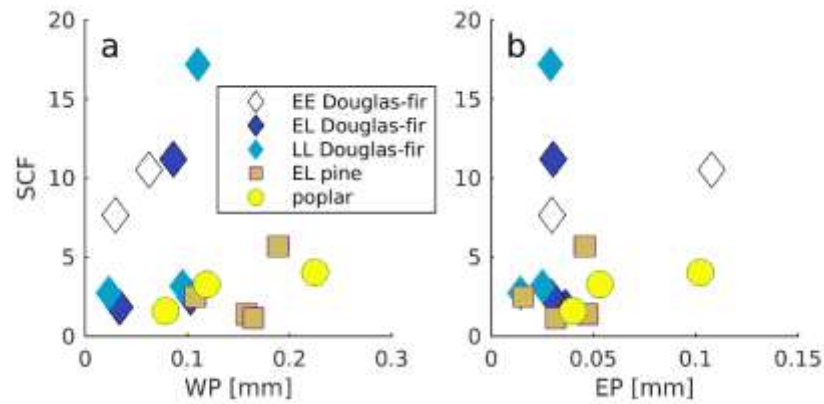 a
b
20
15
10
5
0
SCF
0
0.1
0.2
0.3
WP [mm]
EE Douglas-fir
EL Douglas-fir
LL Douglas-fir
EL pine
poplar
20
15
10
5
0
0
0.05
0.1
0.15
EP [mm]